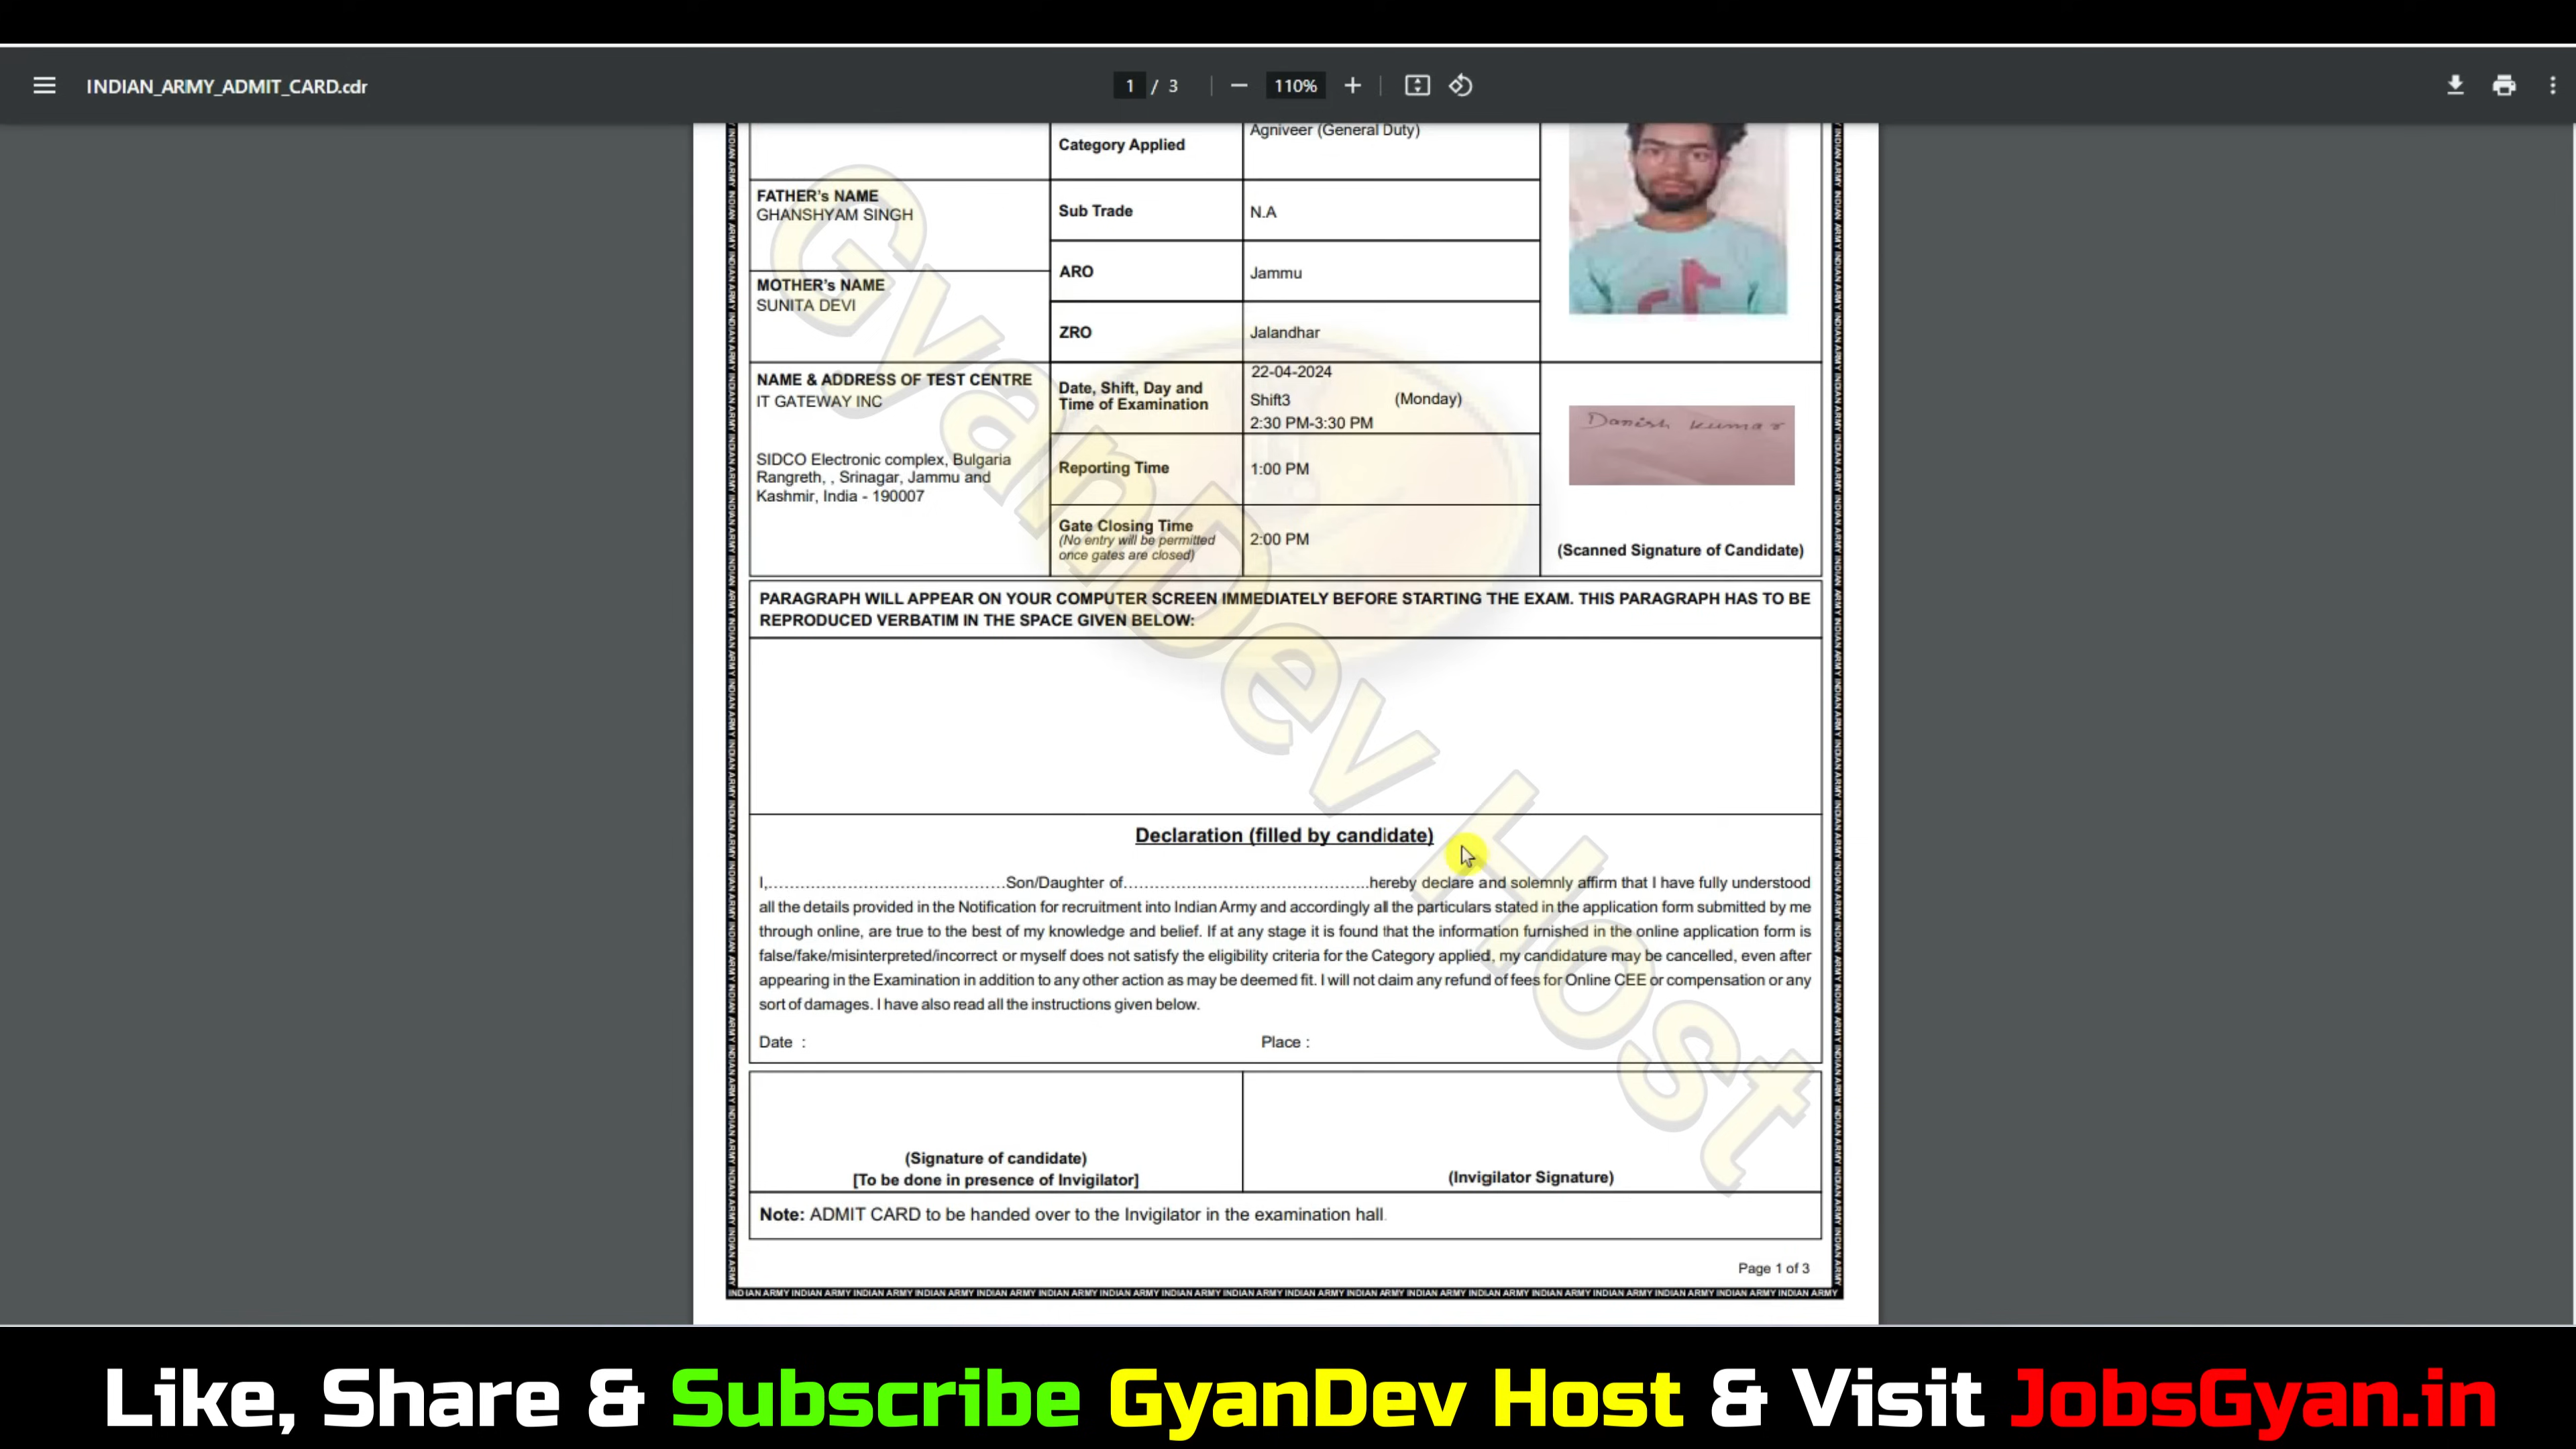 INDIAN_ARMY_ADMIT_CARD.cdr
1 / 3
110%
Category Applied
Agniveer (General Duty)
FATHER's NAME
GHANSHYAM SINGH
Sub Trade
N.A
ARO
Jammu
MOTHER's NAME
SUNITA DEVI
ZRO
Jalandhar
NAME & ADDRESS OF TEST CENTRE
IT GATEWAY INC
SIDCO Electronic complex, Bulgaria
Rangreth, , Srinagar, Jammu and
Kashmir, India - 190007
Date, Shift, Day and
Time of Examination
22-04-2024
Shift3 (Monday)
2:30 PM-3:30 PM
Reporting Time
1:00 PM
Gate Closing Time
(No entry will be permitted
once gates are closed)
2:00 PM
Danish Kumar
(Scanned Signature of Candidate)
PARAGRAPH WILL APPEAR ON YOUR COMPUTER SCREEN IMMEDIATELY BEFORE STARTING THE EXAM. THIS PARAGRAPH HAS TO BE
REPRODUCED VERBATIM IN THE SPACE GIVEN BELOW:
GyanDev Host
Declaration (filled by candidate)
I,.............................................Son/Daughter of..............................................hereby declare and solemnly affirm that I have fully understood
all the details provided in the Notification for recruitment into Indian Army and accordingly all the particulars stated in the application form submitted by me
through online, are true to the best of my knowledge and belief. If at any stage it is found that the information furnished in the online application form is
false/fake/misinterpreted/incorrect or myself does not satisfy the eligibility criteria for the Category applied, my candidature may be cancelled, even after
appearing in the Examination in addition to any other action as may be deemed fit. I will not claim any refund of fees for Online CEE or compensation or any
sort of damages. I have also read all the instructions given below.
Date :
Place :
(Signature of candidate)
[To be done in presence of Invigilator]
(Invigilator Signature)
Note: ADMIT CARD to be handed over to the Invigilator in the examination hall.
Page 1 of 3
INDIAN ARMY INDIAN ARMY INDIAN ARMY INDIAN ARMY INDIAN ARMY INDIAN ARMY INDIAN ARMY INDIAN ARMY INDIAN ARMY INDIAN ARMY INDIAN ARMY INDIAN ARMY INDIAN ARMY INDIAN ARMY INDIAN ARMY INDIAN ARMY INDIAN ARMY INDIAN ARMY
Like, Share & Subscribe GyanDev Host & Visit JobsGyan.in